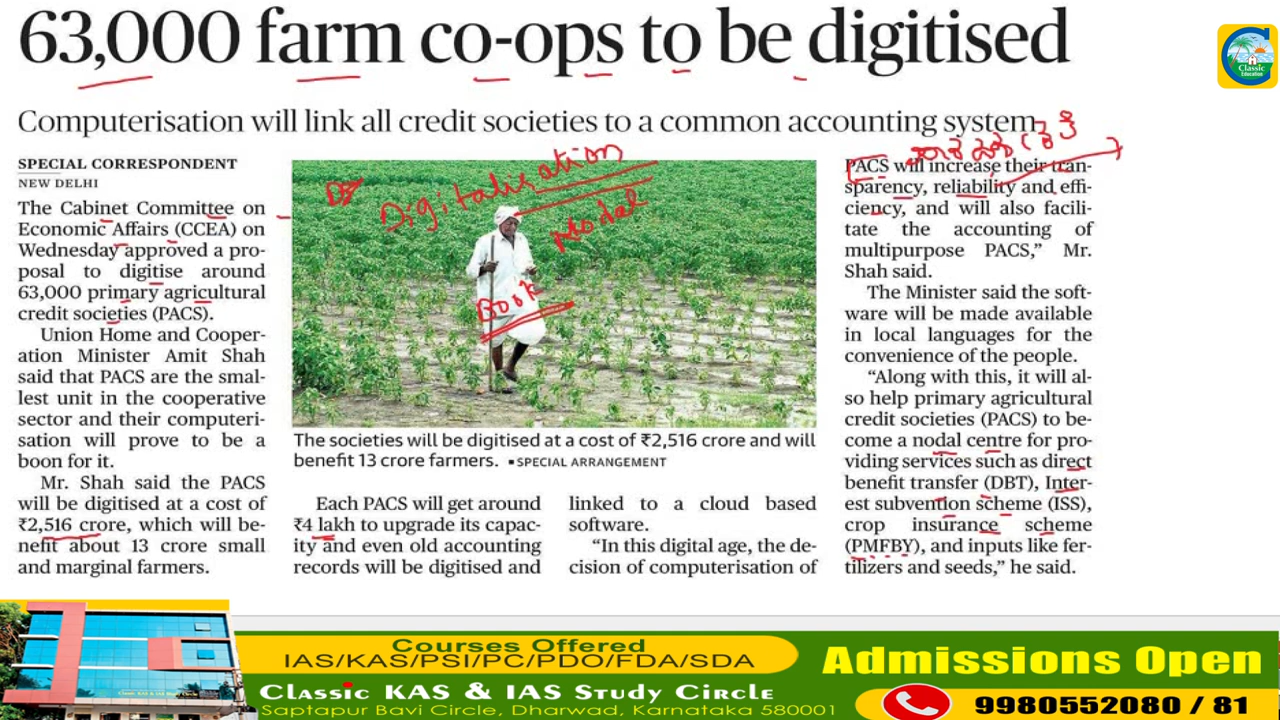 63,000 farm co-ops to be digitised
Classic
Education
Computerisation will link all credit societies to a common accounting system
SPECIAL CORRESPONDENT
NEW DELHI
The Cabinet Committee on
Economic Affairs (CCEA) on
Wednesday approved a pro-
posal to digitise around
63,000 primary agricultural
credit societies (PACS).
Union Home and Cooper-
ation Minister Amit Shah
said that PACS are the smal-
lest unit in the cooperative
sector and their computeri-
sation will prove to be a
boon for it.
Mr. Shah said the PACS
will be digitised at a cost of
₹2,516 crore, which will be-
nefit about 13 crore small
and marginal farmers.
Digitalisation
Modal
Book
The societies will be digitised at a cost of ₹2,516 crore and will
benefit 13 crore farmers. ▪SPECIAL ARRANGEMENT
Each PACS will get around
₹4 lakh to upgrade its capac-
ity and even old accounting
records will be digitised and
linked to a cloud based
software.
“In this digital age, the de-
cision of computerisation of
PACS will increase their tran-
sparency, reliability and effi-
ciency, and will also facili-
tate the accounting of
multipurpose PACS,” Mr.
Shah said.
The Minister said the soft-
ware will be made available
in local languages for the
convenience of the people.
“Along with this, it will al-
so help primary agricultural
credit societies (PACS) to be-
come a nodal centre for pro-
viding services such as direct
benefit transfer (DBT), Inter-
est subvention scheme (ISS),
crop insurance scheme
(PMFBY), and inputs like fer-
tilizers and seeds,” he said.
Courses Offered
IAS/KAS/PSI/PC/PDO/FDA/SDA
Classic KAS & IAS Study Circle
Saptapur Bavi Circle, Dharwad, Karnataka 580001
Admissions Open
9980552080 / 81